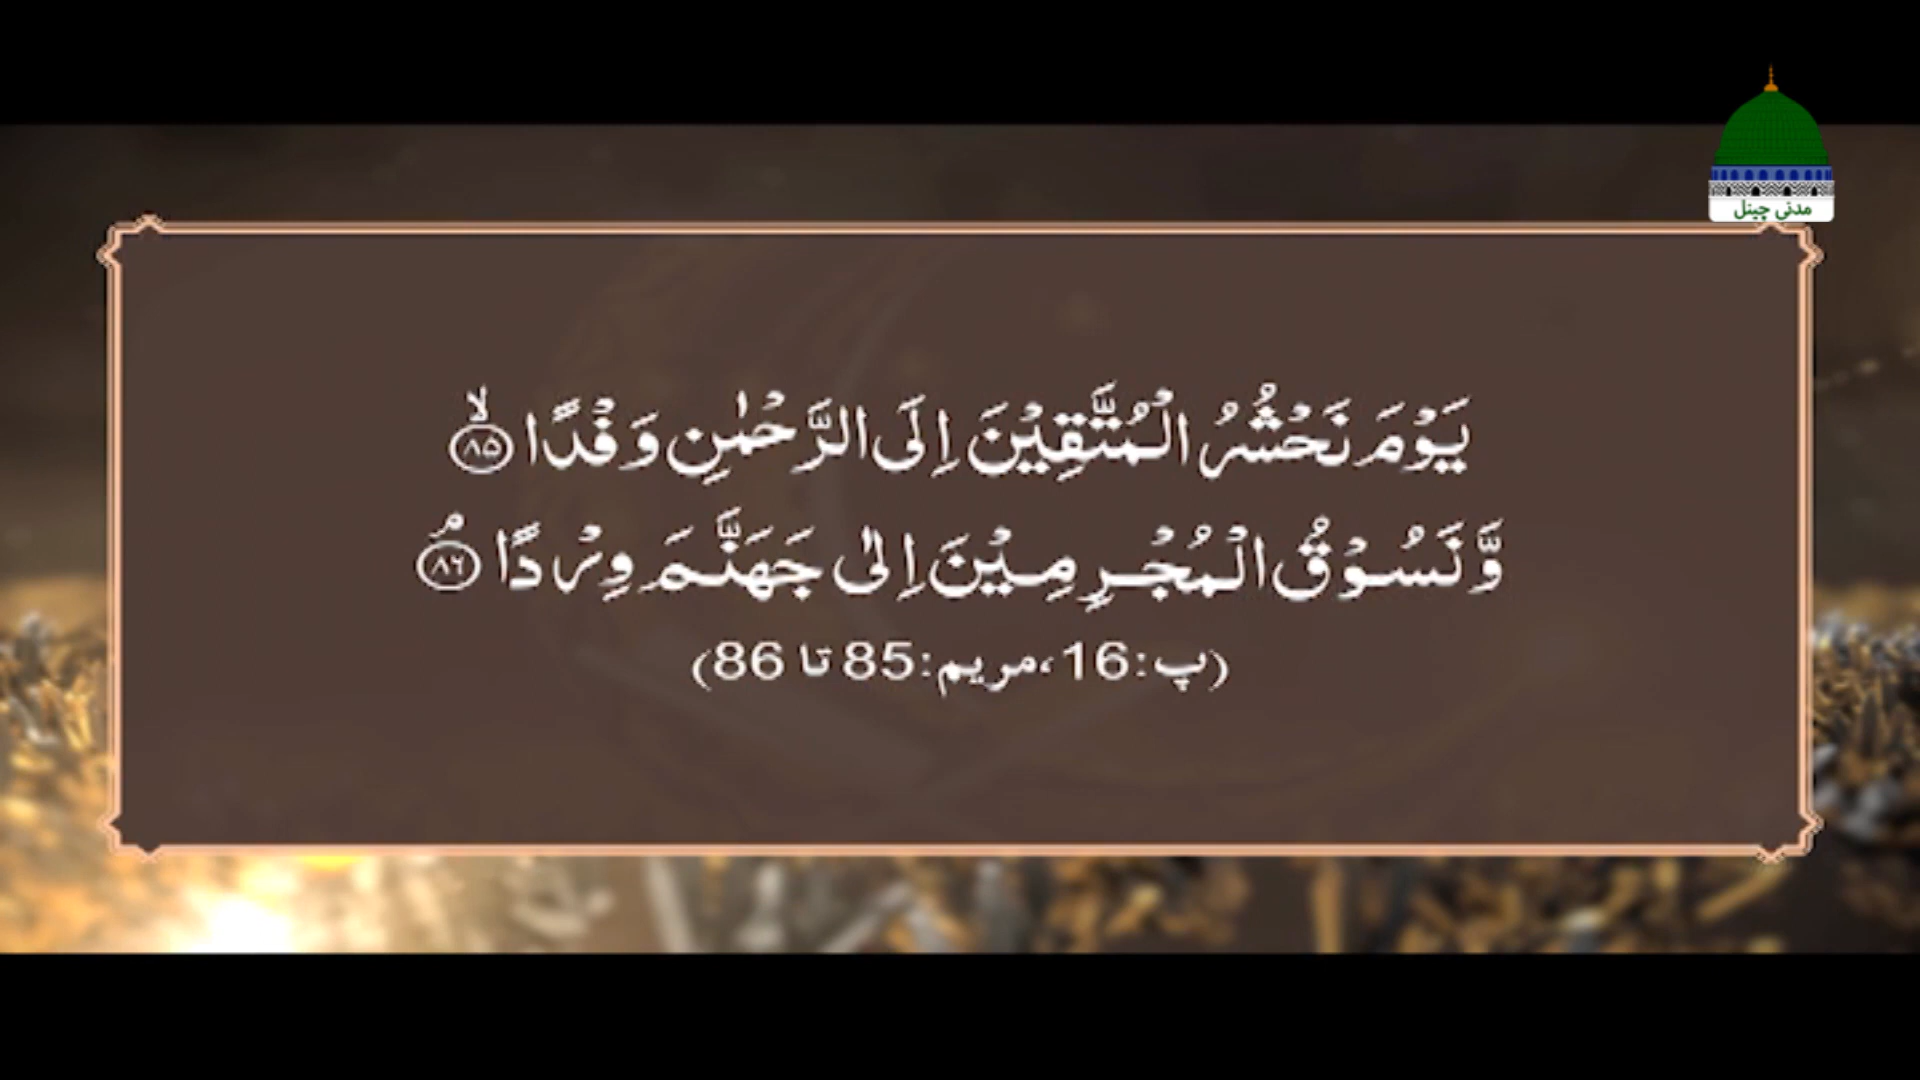 مدنی چینل
یَوْمَ نَحْشُرُ الْمُتَّقِیْنَ اِلَی الرَّحْمٰنِ وَفْدًا ﴿۸۵﴾ۙ
وَّ نَسُوْقُ الْمُجْرِمِیْنَ اِلٰی جَهَنَّمَ وِرْدًا ﴿۸۶﴾ۘ
(پ:16،مریم:85 تا 86)